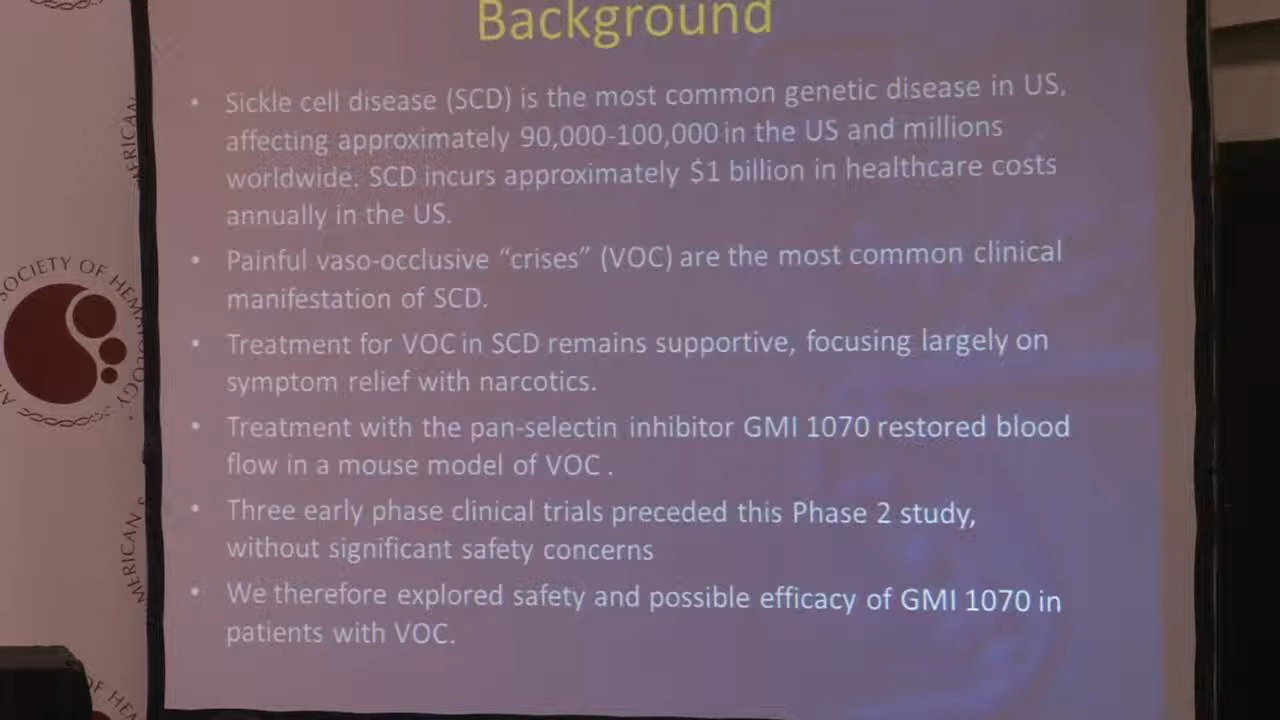 Background
• Sickle cell disease (SCD) is the most common genetic disease in US,
affecting approximately 90,000-100,000 in the US and millions
worldwide. SCD incurs approximately $1 billion in healthcare costs
annually in the US.
• Painful vaso-occlusive “crises” (VOC) are the most common clinical
manifestation of SCD.
• Treatment for VOC in SCD remains supportive, focusing largely on
symptom relief with narcotics.
• Treatment with the pan-selectin inhibitor GMI 1070 restored blood
flow in a mouse model of VOC .
• Three early phase clinical trials preceded this Phase 2 study,
without significant safety concerns
• We therefore explored safety and possible efficacy of GMI 1070 in
patients with VOC.
SOCIETY OF HEMATOLOGY